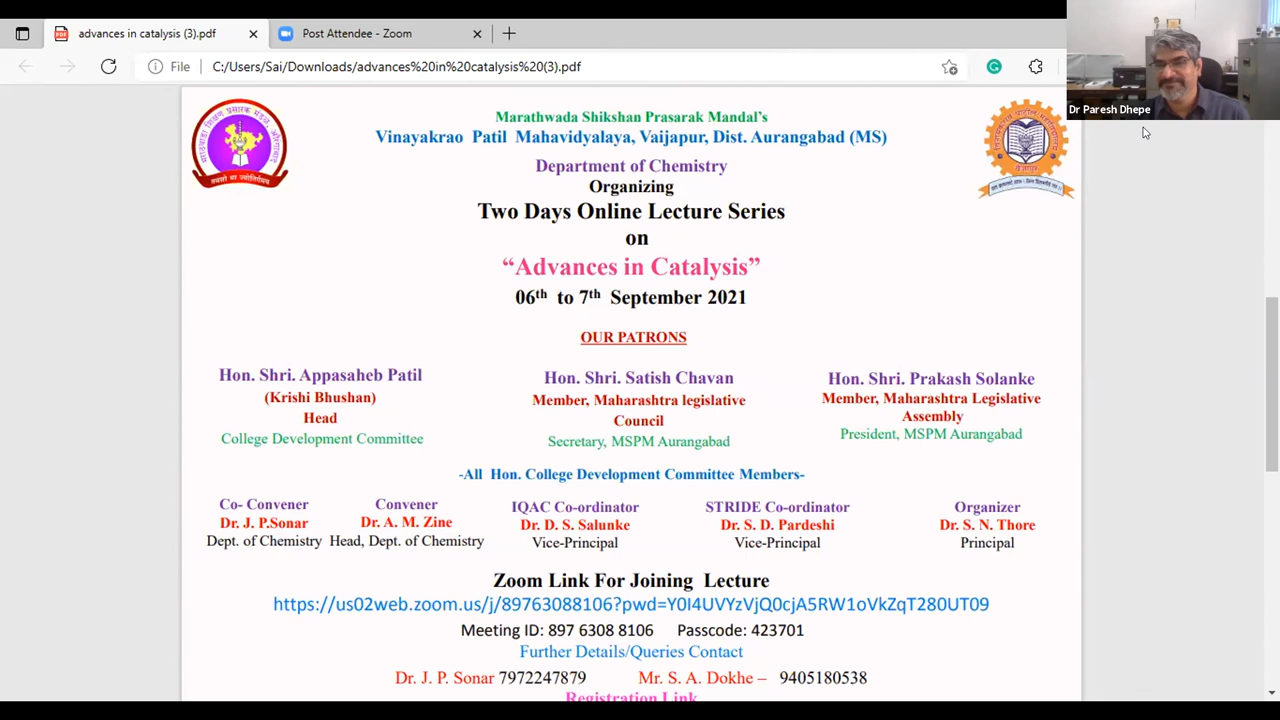 advances in catalysis (3).pdf
Post Attendee - Zoom
File
C:/Users/Sai/Downloads/advances%20in%20catalysis%20(3).pdf
Dr Paresh Dhepe
Marathwada Shikshan Prasarak Mandal's
Vinayakrao Patil Mahavidyalaya, Vaijapur, Dist. Aurangabad (MS)
Department of Chemistry
Organizing
Two Days Online Lecture Series
on
“Advances in Catalysis”
06th to 7th September 2021
OUR PATRONS
Hon. Shri. Appasaheb Patil
(Krishi Bhushan)
Head
College Development Committee
Hon. Shri. Satish Chavan
Member, Maharashtra legislative
Council
Secretary, MSPM Aurangabad
Hon. Shri. Prakash Solanke
Member, Maharashtra Legislative
Assembly
President, MSPM Aurangabad
-All Hon. College Development Committee Members-
Co- Convener
Dr. J. P.Sonar
Dept. of Chemistry
Convener
Dr. A. M. Zine
Head, Dept. of Chemistry
IQAC Co-ordinator
Dr. D. S. Salunke
Vice-Principal
STRIDE Co-ordinator
Dr. S. D. Pardeshi
Vice-Principal
Organizer
Dr. S. N. Thore
Principal
Zoom Link For Joining Lecture
https://us02web.zoom.us/j/89763088106?pwd=Y0I4UVYzVjQ0cjA5RW1oVkZqT280UT09
Meeting ID: 897 6308 8106 Passcode: 423701
Further Details/Queries Contact
Dr. J. P. Sonar 7972247879 Mr. S. A. Dokhe – 9405180538
Registration Link